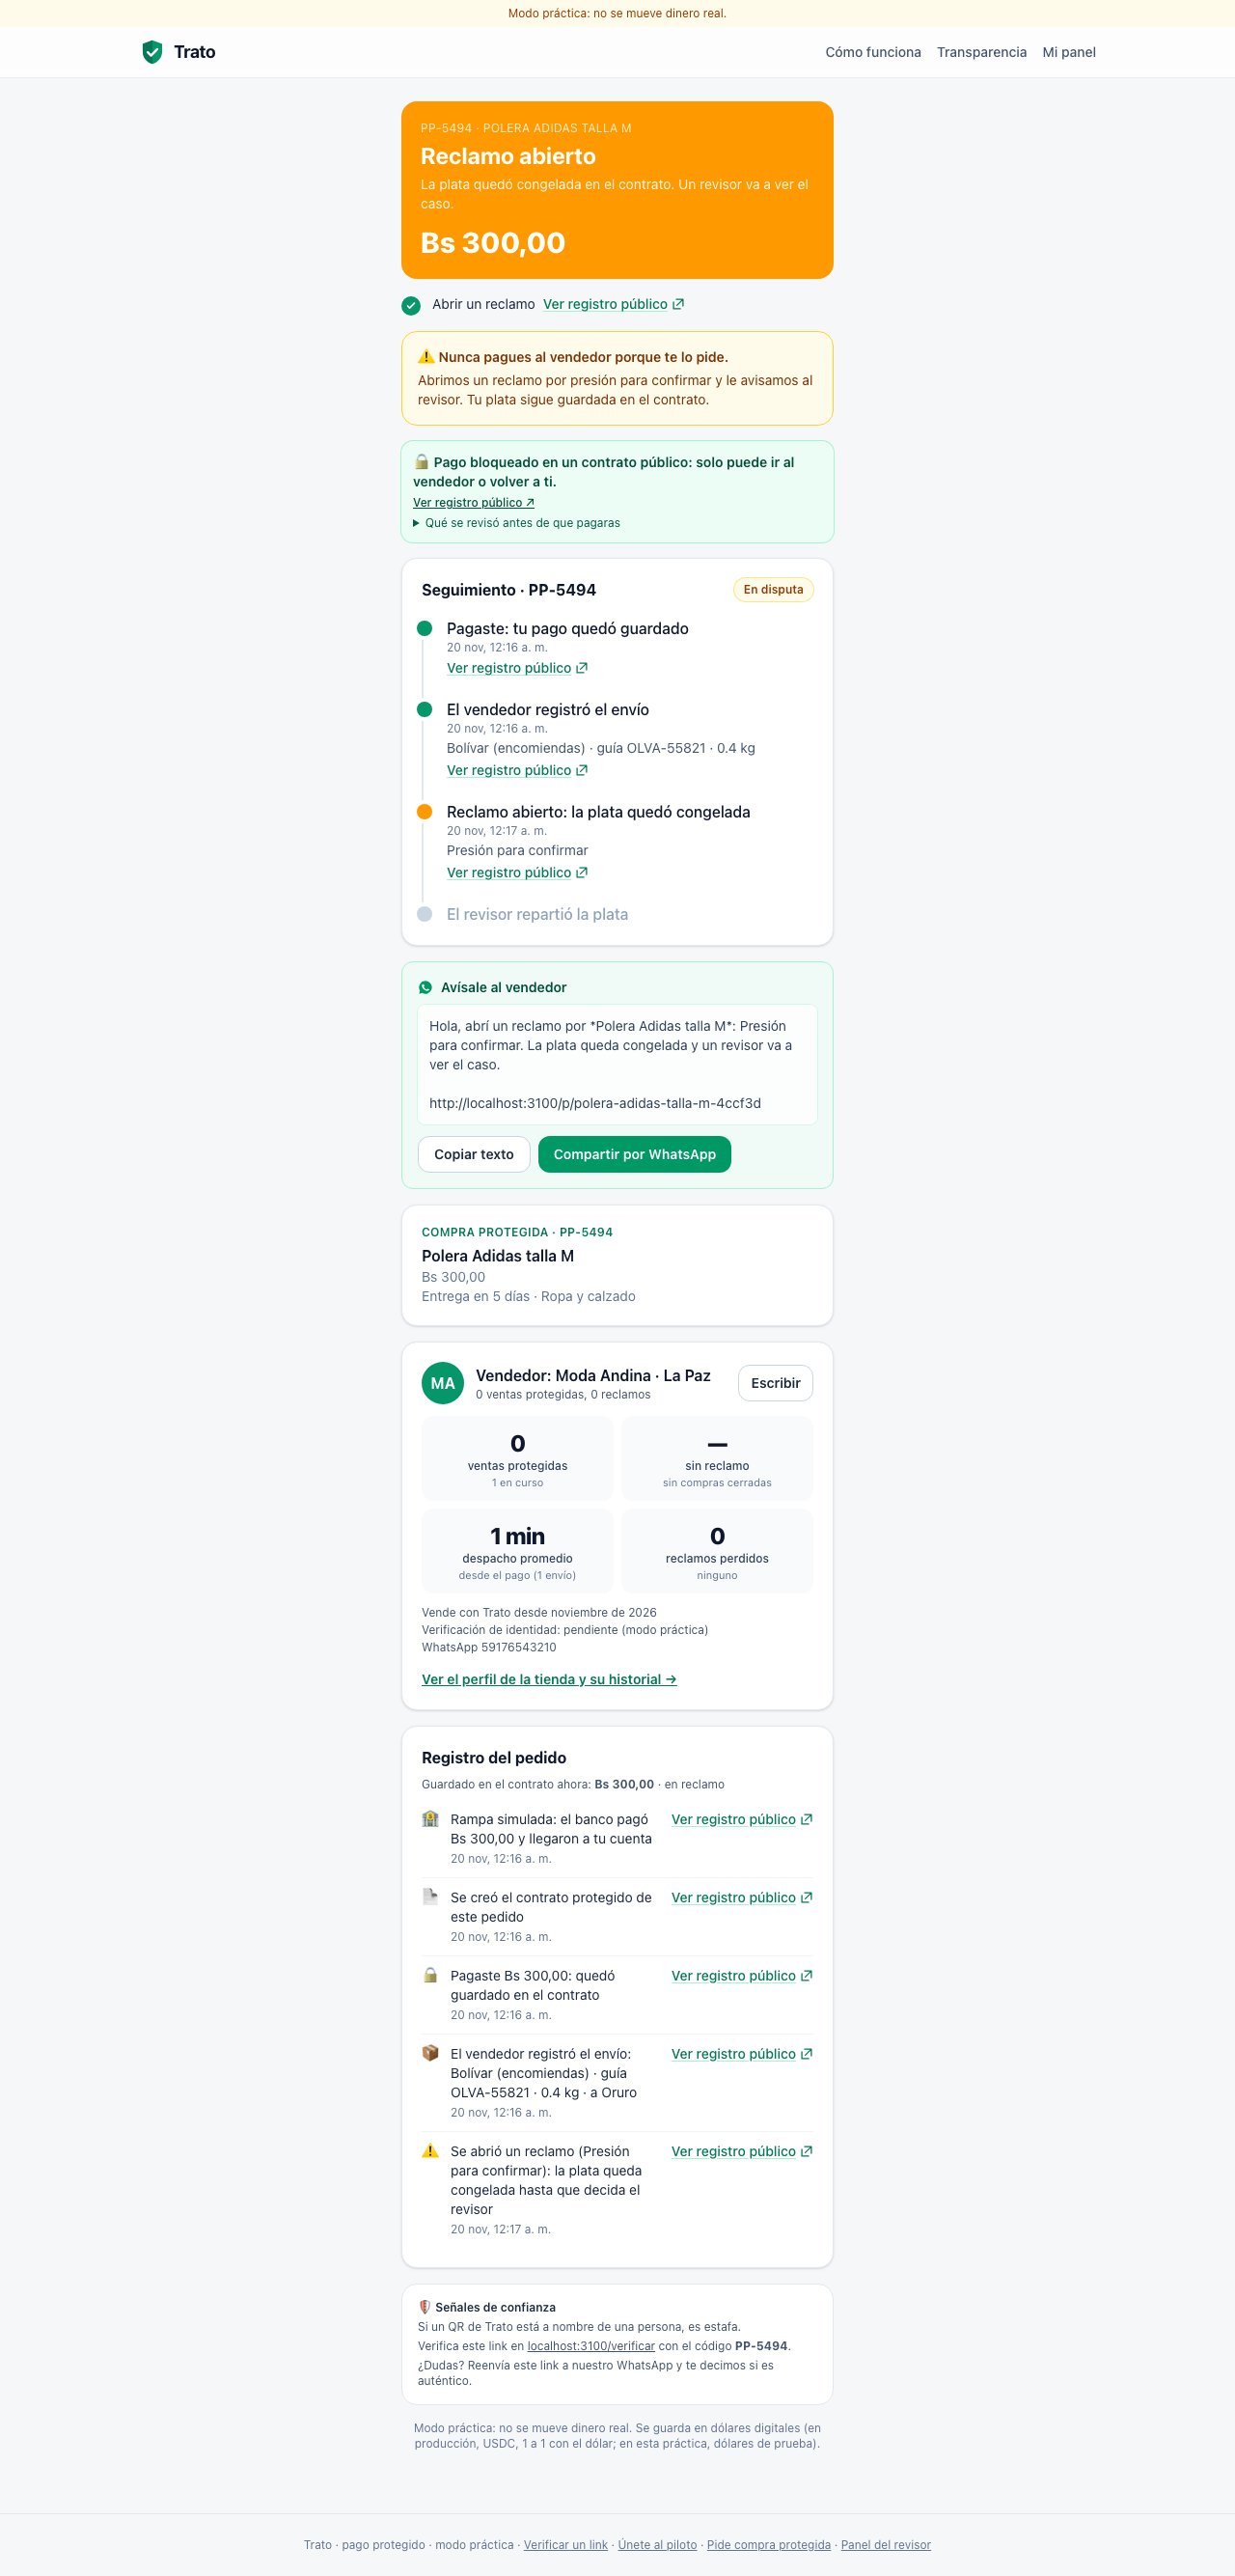 Modo práctica: no se mueve dinero real.
Trato
Cómo funciona Transparencia Mi panel
PP-5494 · POLERA ADIDAS TALLA M
Reclamo abierto
La plata quedó congelada en el contrato. Un revisor va a ver el
caso.
Bs 300,00
Abrir un reclamo Ver registro público
Nunca pagues al vendedor porque te lo pide.
Abrimos un reclamo por presión para confirmar y le avisamos al
revisor. Tu plata sigue guardada en el contrato.
Pago bloqueado en un contrato público: solo puede ir al
vendedor o volver a ti.
Ver registro público ↗
▶ Qué se revisó antes de que pagaras
Seguimiento · PP-5494
En disputa
Pagaste: tu pago quedó guardado
20 nov, 12:16 a. m.
Ver registro público
El vendedor registró el envío
20 nov, 12:16 a. m.
Bolívar (encomiendas) · guía OLVA-55821 · 0.4 kg
Ver registro público
Reclamo abierto: la plata quedó congelada
20 nov, 12:17 a. m.
Presión para confirmar
Ver registro público
El revisor repartió la plata
Avísale al vendedor
Hola, abrí un reclamo por *Polera Adidas talla M*: Presión
para confirmar. La plata queda congelada y un revisor va a
ver el caso.
http://localhost:3100/p/polera-adidas-talla-m-4ccf3d
Copiar texto
Compartir por WhatsApp
COMPRA PROTEGIDA · PP-5494
Polera Adidas talla M
Bs 300,00
Entrega en 5 días · Ropa y calzado
MA
Vendedor: Moda Andina · La Paz
0 ventas protegidas, 0 reclamos
Escribir
0
ventas protegidas
1 en curso
—
sin reclamo
sin compras cerradas
1 min
despacho promedio
desde el pago (1 envío)
0
reclamos perdidos
ninguno
Vende con Trato desde noviembre de 2026
Verificación de identidad: pendiente (modo práctica)
WhatsApp 59176543210
Ver el perfil de la tienda y su historial →
Registro del pedido
Guardado en el contrato ahora: Bs 300,00 · en reclamo
Rampa simulada: el banco pagó
Bs 300,00 y llegaron a tu cuenta
20 nov, 12:16 a. m.
Ver registro público
Se creó el contrato protegido de
este pedido
20 nov, 12:16 a. m.
Ver registro público
Pagaste Bs 300,00: quedó
guardado en el contrato
20 nov, 12:16 a. m.
Ver registro público
El vendedor registró el envío:
Bolívar (encomiendas) · guía
OLVA-55821 · 0.4 kg · a Oruro
20 nov, 12:16 a. m.
Ver registro público
Se abrió un reclamo (Presión
para confirmar): la plata queda
congelada hasta que decida el
revisor
20 nov, 12:17 a. m.
Ver registro público
Señales de confianza
Si un QR de Trato está a nombre de una persona, es estafa.
Verifica este link en localhost:3100/verificar con el código PP-5494.
¿Dudas? Reenvía este link a nuestro WhatsApp y te decimos si es
auténtico.
Modo práctica: no se mueve dinero real. Se guarda en dólares digitales (en
producción, USDC, 1 a 1 con el dólar; en esta práctica, dólares de prueba).
Trato · pago protegido · modo práctica · Verificar un link · Únete al piloto · Pide compra protegida · Panel del revisor